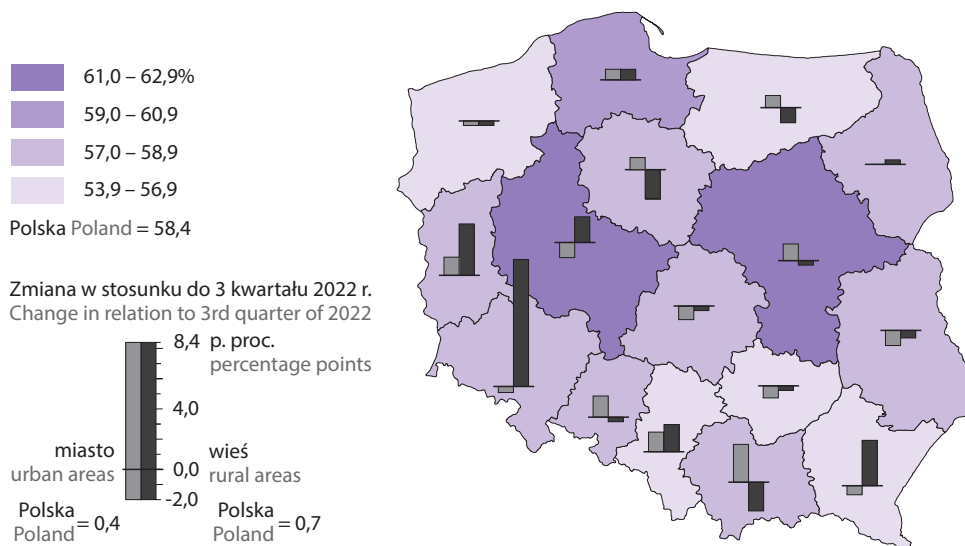 61,0 – 62,9%
59,0 – 60,9
57,0 – 58,9
53,9 – 56,9
Polska Poland = 58,4
Zmiana w stosunku do 3 kwartału 2022 r.
Change in relation to 3rd quarter of 2022
8,4 p. proc.
percentage points
4,0
miasto 0,0 wieś
urban areas rural areas
-2,0
Polska Polska
Poland = 0,4 Poland = 0,7